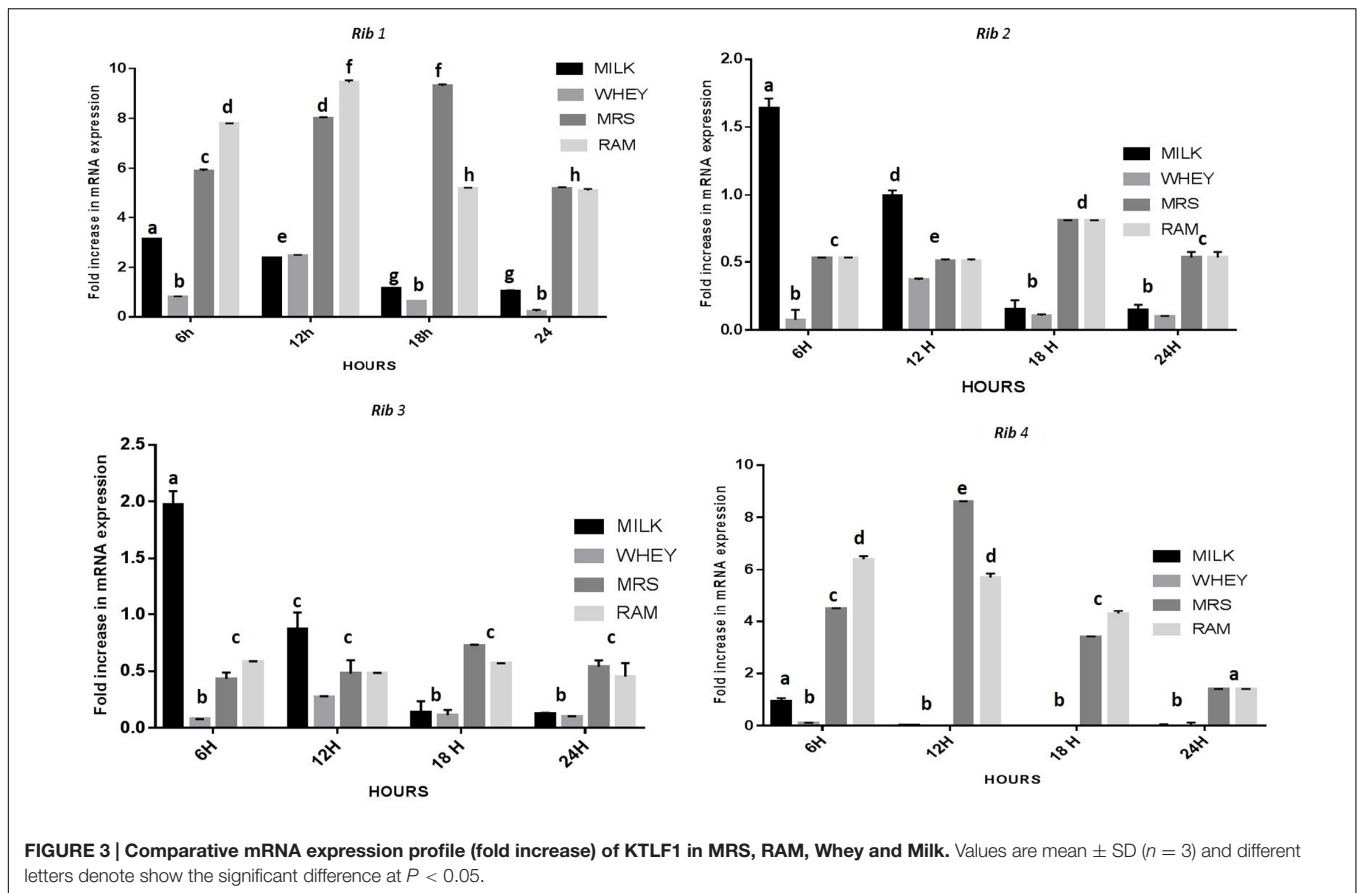 Rib 1
Fold increase in mRNA expression
10
8
6
4
2
0
a
b
c
d
e
d
f
g
b
f
h
g
b
h
6h
12h
18h
24
HOURS
MILK
WHEY
MRS
RAM
Rib 2
Fold increase in mRNA expression
2.0
1.5
1.0
0.5
0.0
a
b
c
d
e
b
d
b
c
6H
12 H
18 H
24H
HOURS
MILK
WHEY
MRS
RAM
Rib 3
Fold increase in mRNA expression
2.5
2.0
1.5
1.0
0.5
0.0
a
b
c
c
c
b
c
b
c
6H
12H
18 H
24H
HOURS
MILK
WHEY
MRS
RAM
Rib 4
Fold increase in mRNA expression
10
8
6
4
2
0
a
b
c
d
b
e
d
b
c
b
a
6H
12H
18 H
24H
HOURS
MILK
WHEY
MRS
RAM
FIGURE 3 | Comparative mRNA expression profile (fold increase) of KTLF1 in MRS, RAM, Whey and Milk. Values are mean ± SD (n = 3) and different
letters denote show the significant difference at P < 0.05.